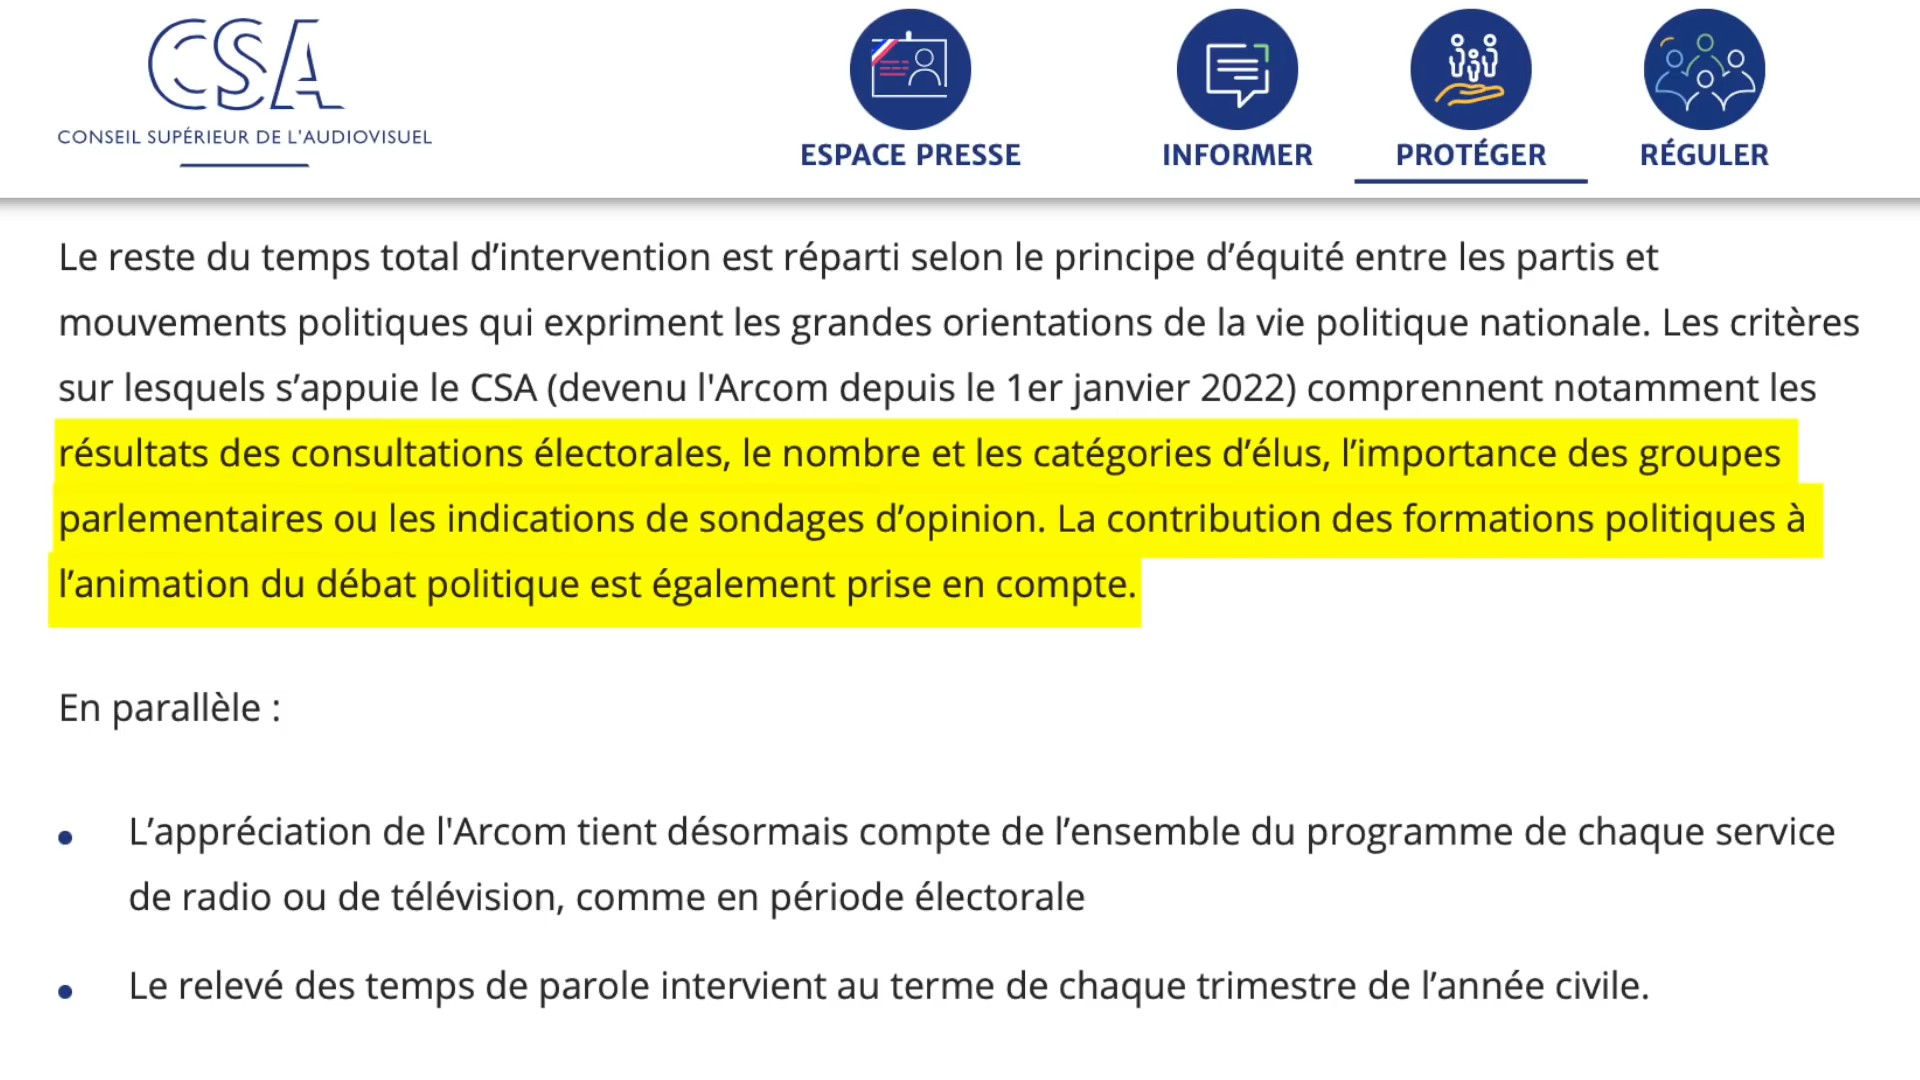 CSA
CONSEIL SUPÉRIEUR DE L'AUDIOVISUEL
ESPACE PRESSE
INFORMER
PROTÉGER
RÉGULER
Le reste du temps total d’intervention est réparti selon le principe d’équité entre les partis et
mouvements politiques qui expriment les grandes orientations de la vie politique nationale. Les critères
sur lesquels s’appuie le CSA (devenu l'Arcom depuis le 1er janvier 2022) comprennent notamment les
résultats des consultations électorales, le nombre et les catégories d’élus, l’importance des groupes
parlementaires ou les indications de sondages d’opinion. La contribution des formations politiques à
l’animation du débat politique est également prise en compte.
En parallèle :
L’appréciation de l'Arcom tient désormais compte de l’ensemble du programme de chaque service
de radio ou de télévision, comme en période électorale
Le relevé des temps de parole intervient au terme de chaque trimestre de l’année civile.